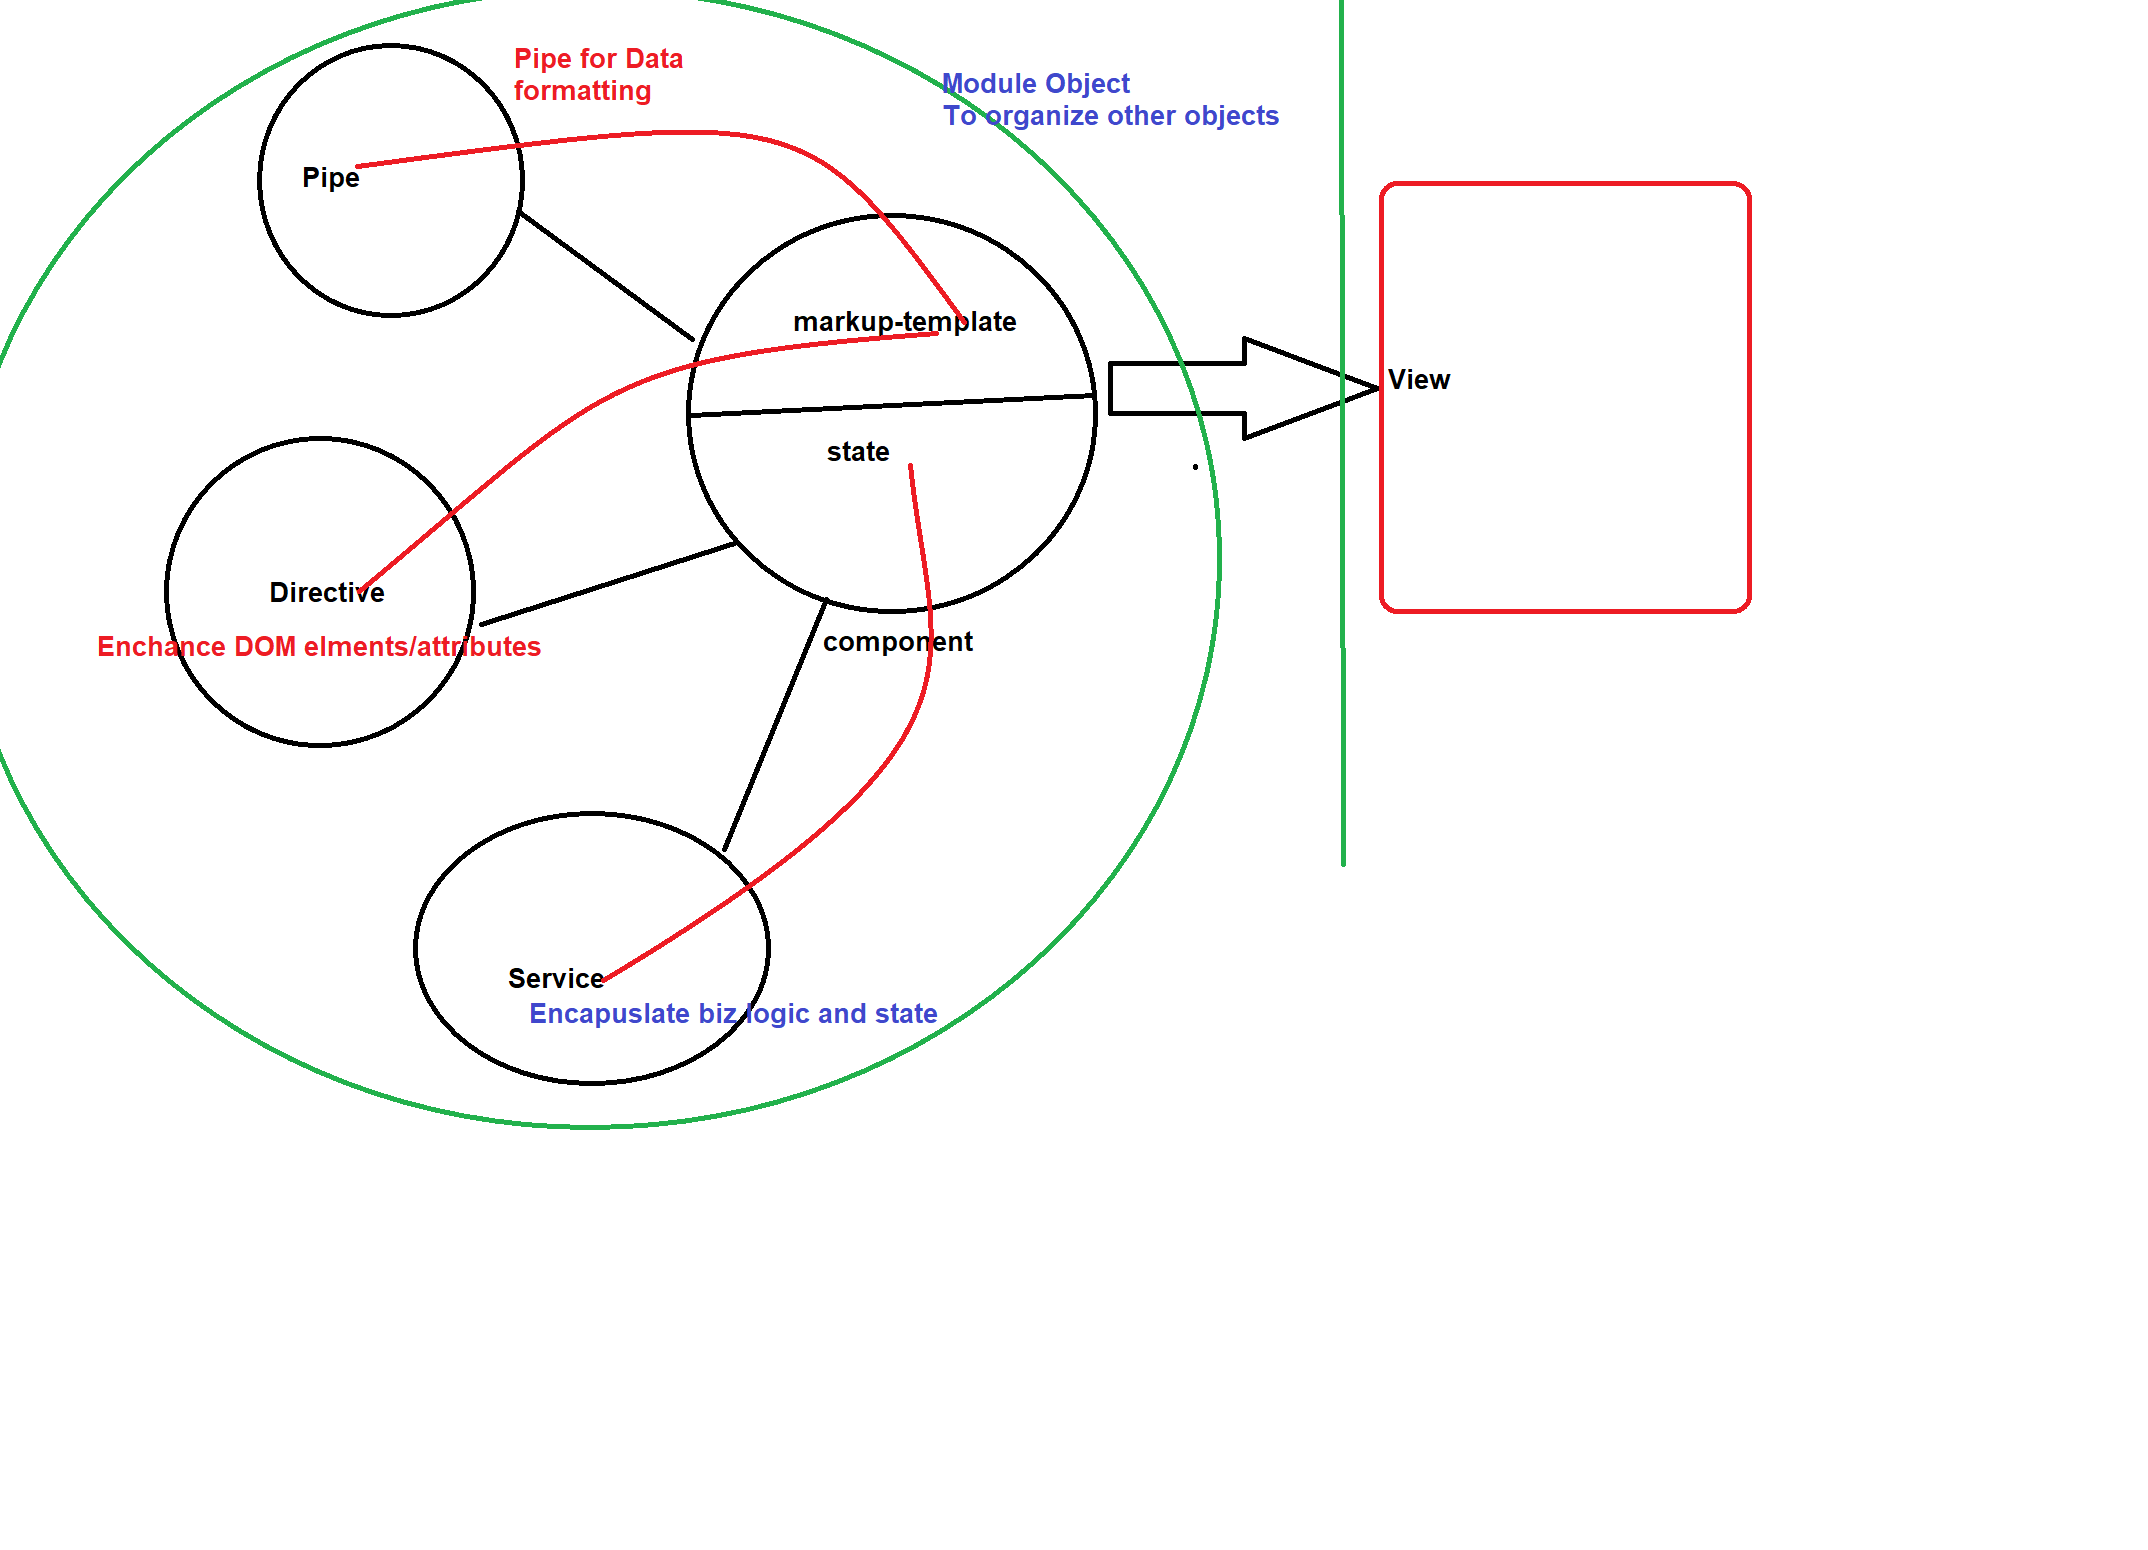 Pipe for Data
formatting
Module Object
To organize other objects
Pipe
markup-template
View
state
Directive
Enchance DOM elments/attributes
component
Service
Encapuslate biz logic and state